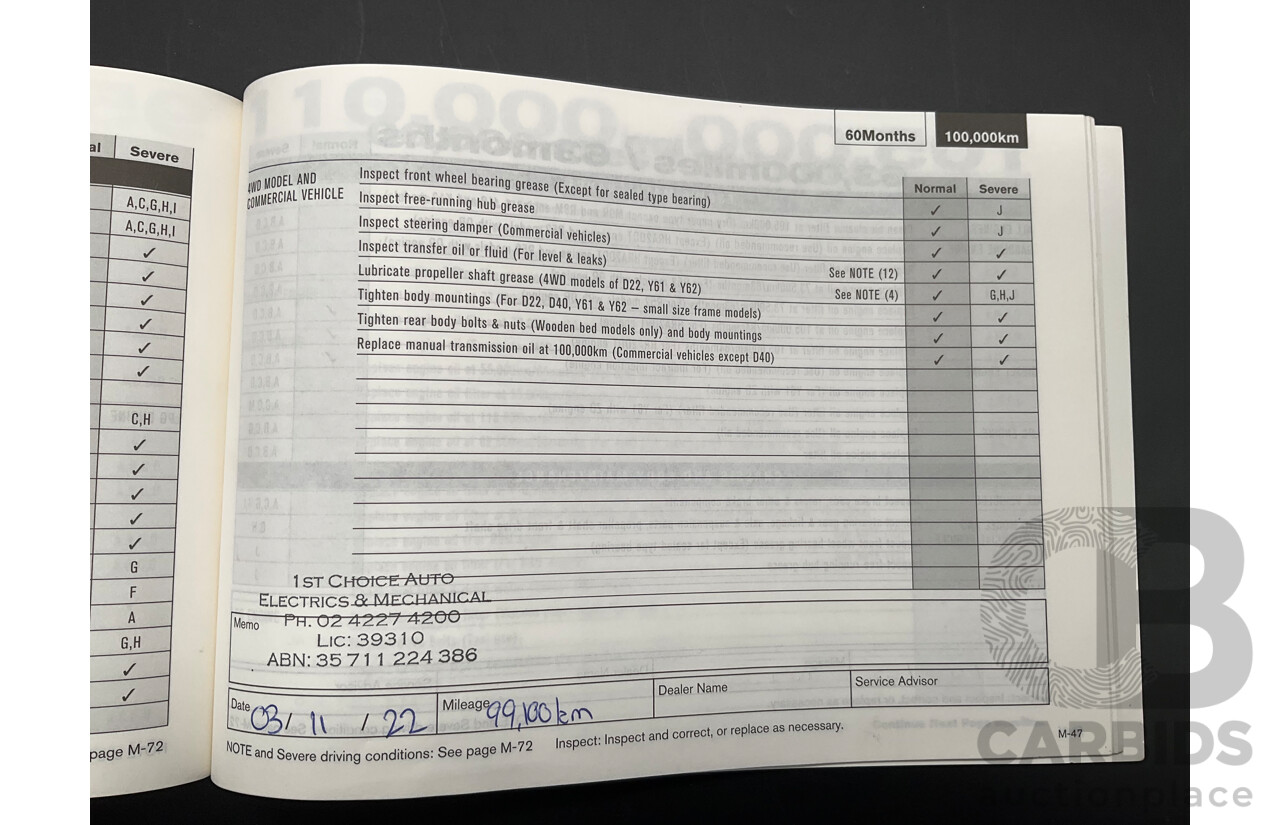 al Severe
A,C,G,H,I
A,C,G,H,I
✓
✓
✓
✓
✓
✓
C,H
✓
✓
✓
✓
✓
G
F
A
G,H
✓
✓
page M-72
60Months 100,000km
Normal Severe
4WD MODEL AND
COMMERCIAL VEHICLE
Inspect front wheel bearing grease (Except for sealed type bearing) ✓ J
Inspect free-running hub grease ✓ J
Inspect steering damper (Commercial vehicles) ✓ ✓
Inspect transfer oil or fluid (For level & leaks) See NOTE (12) ✓ ✓
Lubricate propeller shaft grease (4WD models of D22, Y61 & Y62) See NOTE (4) ✓ G,H,J
Tighten body mountings (For D22, D40, Y61 & Y62 – small size frame models) ✓ ✓
Tighten rear body bolts & nuts (Wooden bed models only) and body mountings ✓ ✓
Replace manual transmission oil at 100,000km (Commercial vehicles except D40) ✓ ✓
1ST CHOICE AUTO
ELECTRICS & MECHANICAL
Memo PH: 02 4227 4200
LIC: 39310
ABN: 35 711 224 386
Date 03/ 11 / 22 Mileage 99,100km Dealer Name Service Advisor
NOTE and Severe driving conditions: See page M-72 Inspect: Inspect and correct, or replace as necessary.
M-47
CARBIDS
auctionplace